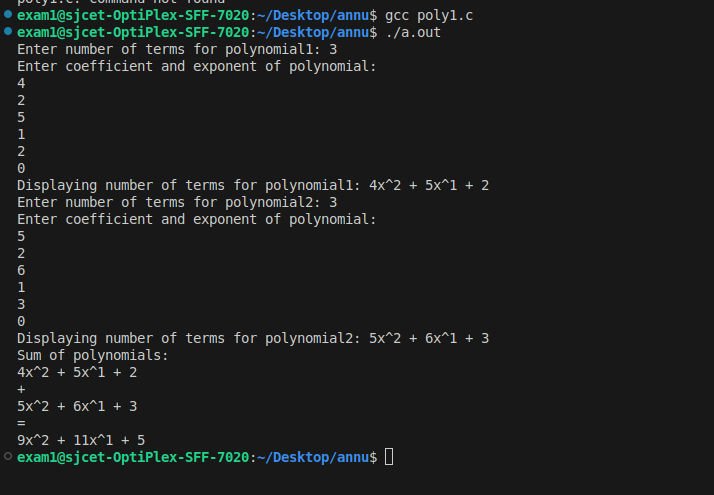 poly1.c: command not found
exam1@sjcet-OptiPlex-SFF-7020:~/Desktop/annu$ gcc poly1.c
exam1@sjcet-OptiPlex-SFF-7020:~/Desktop/annu$ ./a.out
Enter number of terms for polynomial1: 3
Enter coefficient and exponent of polynomial:
4
2
5
1
2
0
Displaying number of terms for polynomial1: 4x^2 + 5x^1 + 2
Enter number of terms for polynomial2: 3
Enter coefficient and exponent of polynomial:
5
2
6
1
3
0
Displaying number of terms for polynomial2: 5x^2 + 6x^1 + 3
Sum of polynomials:
4x^2 + 5x^1 + 2
+
5x^2 + 6x^1 + 3
=
9x^2 + 11x^1 + 5
exam1@sjcet-OptiPlex-SFF-7020:~/Desktop/annu$